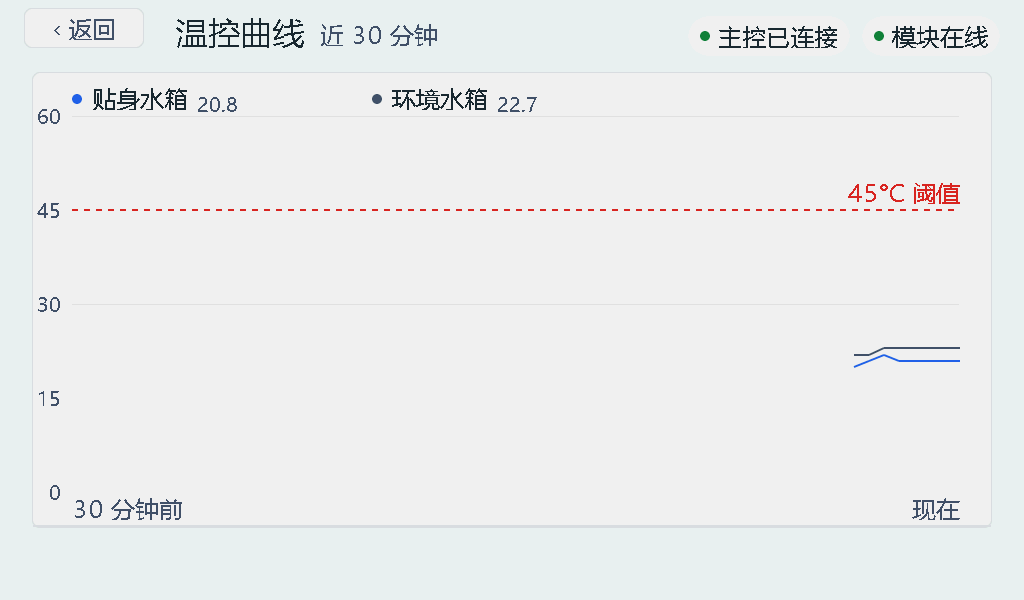 ‹ 返回
温控曲线 近 30 分钟
主控已连接
模块在线
贴身水箱 20.8
环境水箱 22.7
60
45°C 阈值
45
30
15
0
30 分钟前
现在